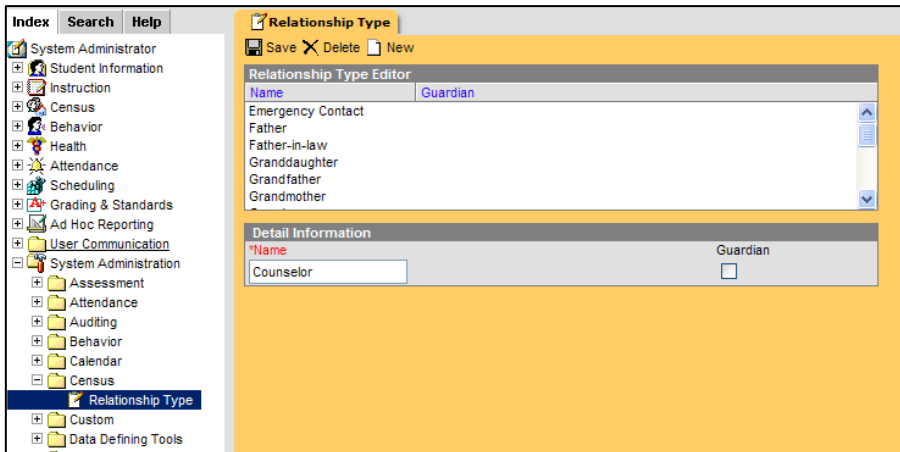 Index Search Help
System Administrator
Student Information
Instruction
Census
Behavior
Health
Attendance
Scheduling
Grading & Standards
Ad Hoc Reporting
User Communication
System Administration
Assessment
Attendance
Auditing
Behavior
Calendar
Census
Relationship Type
Custom
Data Defining Tools
Relationship Type
Save Delete New
Relationship Type Editor
Name Guardian
Emergency Contact
Father
Father-in-law
Granddaughter
Grandfather
Grandmother
Detail Information
*Name Guardian
Counselor